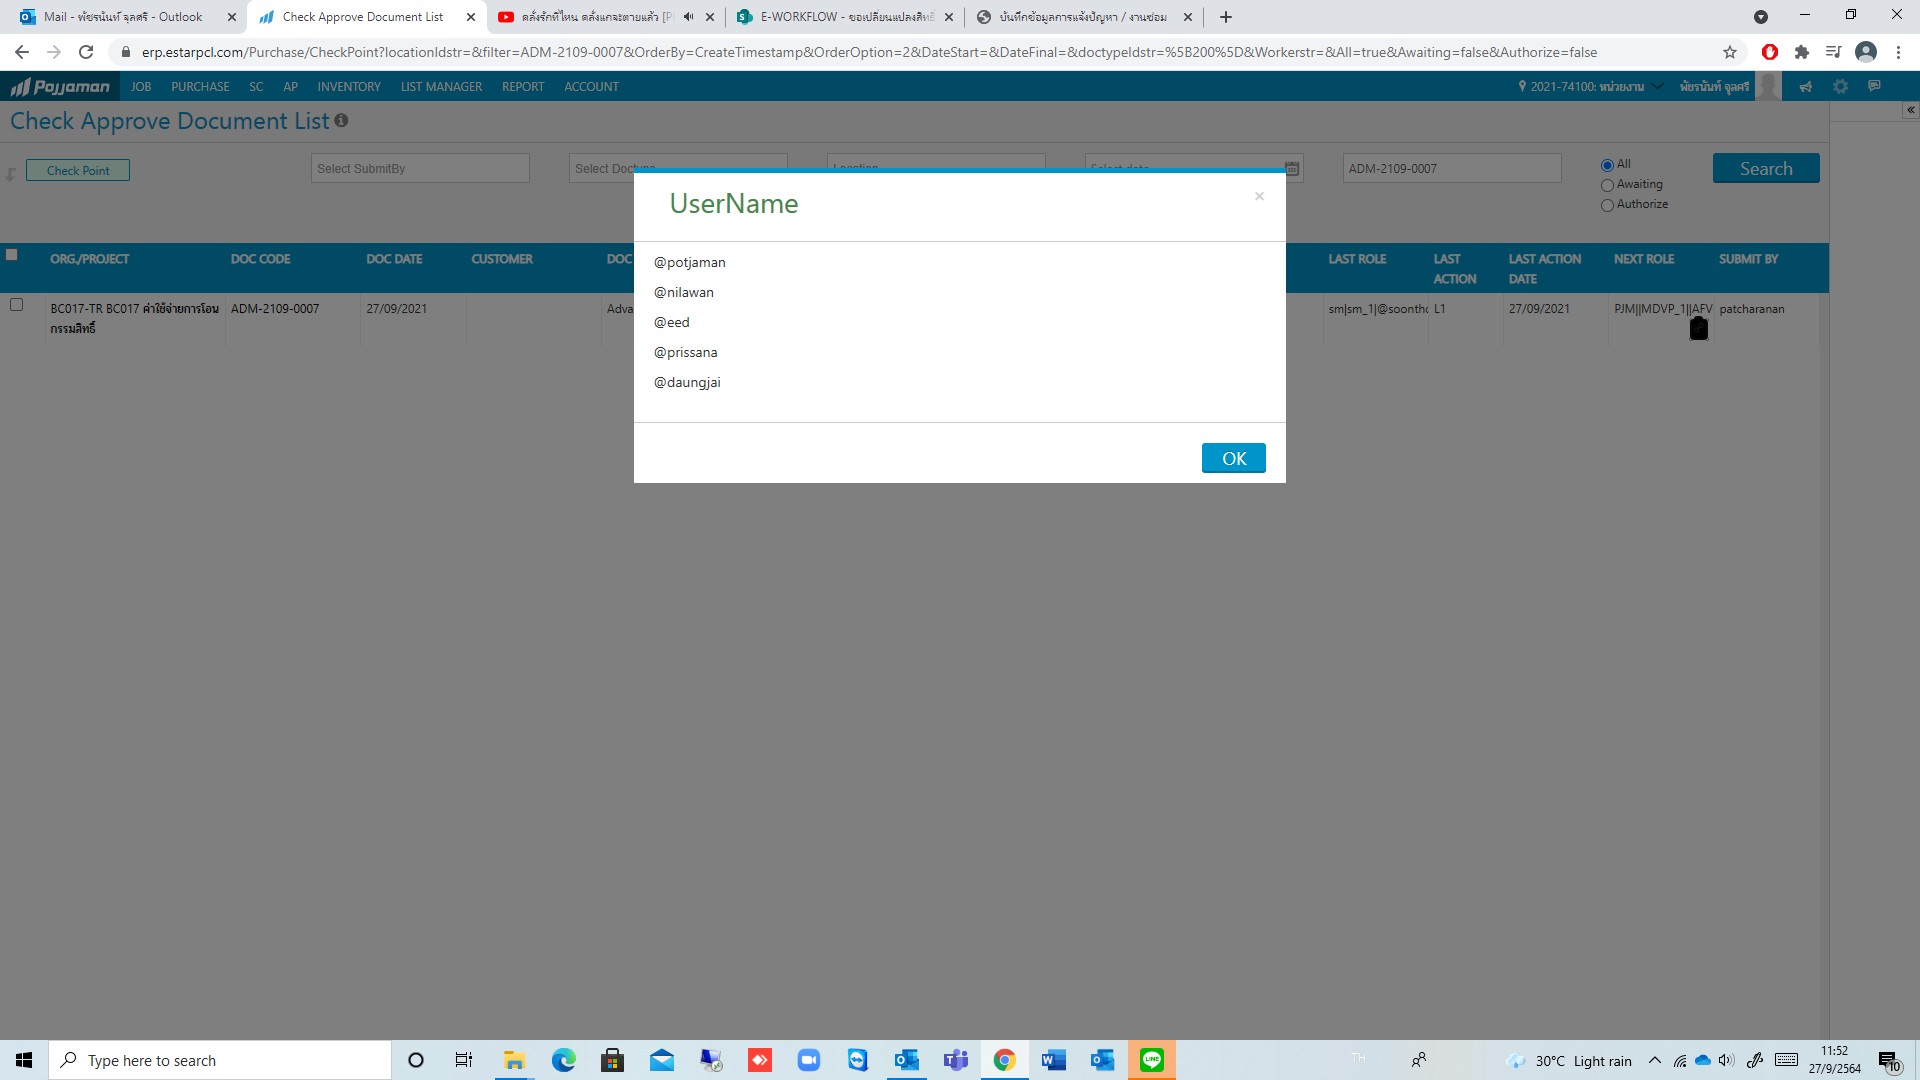 Mail - พัชรนันท์ จุลศรี - Outlook
Check Approve Document List
คลั่งรักที่ไหน คลั่งแกจะตายแล้ว [P
E-WORKFLOW - ขอเปลี่ยนแปลงสิทธิ
บันทึกข้อมูลการแจ้งปัญหา / งานซ่อม
erp.estarpcl.com/Purchase/CheckPoint?locationIdstr=&filter=ADM-2109-0007&OrderBy=CreateTimestamp&OrderOption=2&DateStart=&DateFinal=&doctypeIdstr=%5B200%5D&Workerstr=&All=true&Awaiting=false&Authorize=false
Pojjaman JOB PURCHASE SC AP INVENTORY LIST MANAGER REPORT ACCOUNT 2021-74100: หน่วยงาน พัชรนันท์ จุลศรี
Check Approve Document List
Check Point
Select SubmitBy
Select Doctype
Location
Select date
ADM-2109-0007
All
Awaiting
Authorize
Search
UserName
×
@potjaman
@nilawan
@eed
@prissana
@daungjai
OK
ORG./PROJECT DOC CODE DOC DATE CUSTOMER DOC LAST ROLE LAST ACTION LAST ACTION DATE NEXT ROLE SUBMIT BY
BC017-TR BC017 ค่าใช้จ่ายการโอน ADM-2109-0007 27/09/2021 Adva sm|sm_1|@soontho L1 27/09/2021 PJM||MDVP_1||AFV patcharanan
กรรมสิทธิ์
Type here to search
TH
30°C Light rain
11:52
27/9/2564
10